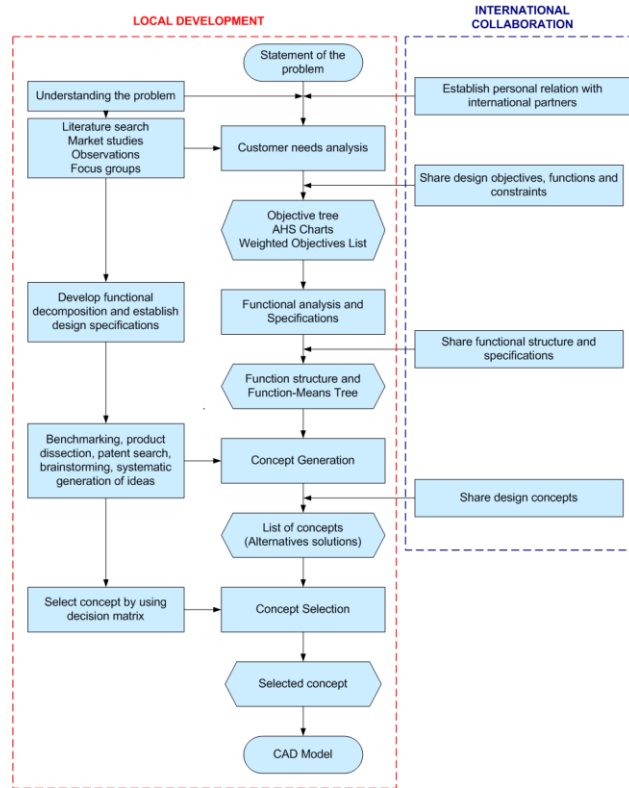 LOCAL DEVELOPMENT
INTERNATIONAL
COLLABORATION
Statement of the
problem
Understanding the problem
Establish personal relation with
international partners
Literature search
Market studies
Observations
Focus groups
Customer needs analysis
Share design objectives, functions and
constraints
Objective tree
AHS Charts
Weighted Objectives List
Develop functional
decomposition and establish
design specifications
Functional analysis and
Specifications
Share functional structure and
specifications
Function structure and
Function-Means Tree
Benchmarking, product
dissection, patent search,
brainstorming, systematic
generation of ideas
Concept Generation
Share design concepts
List of concepts
(Alternatives solutions)
Select concept by using
decision matrix
Concept Selection
Selected concept
CAD Model